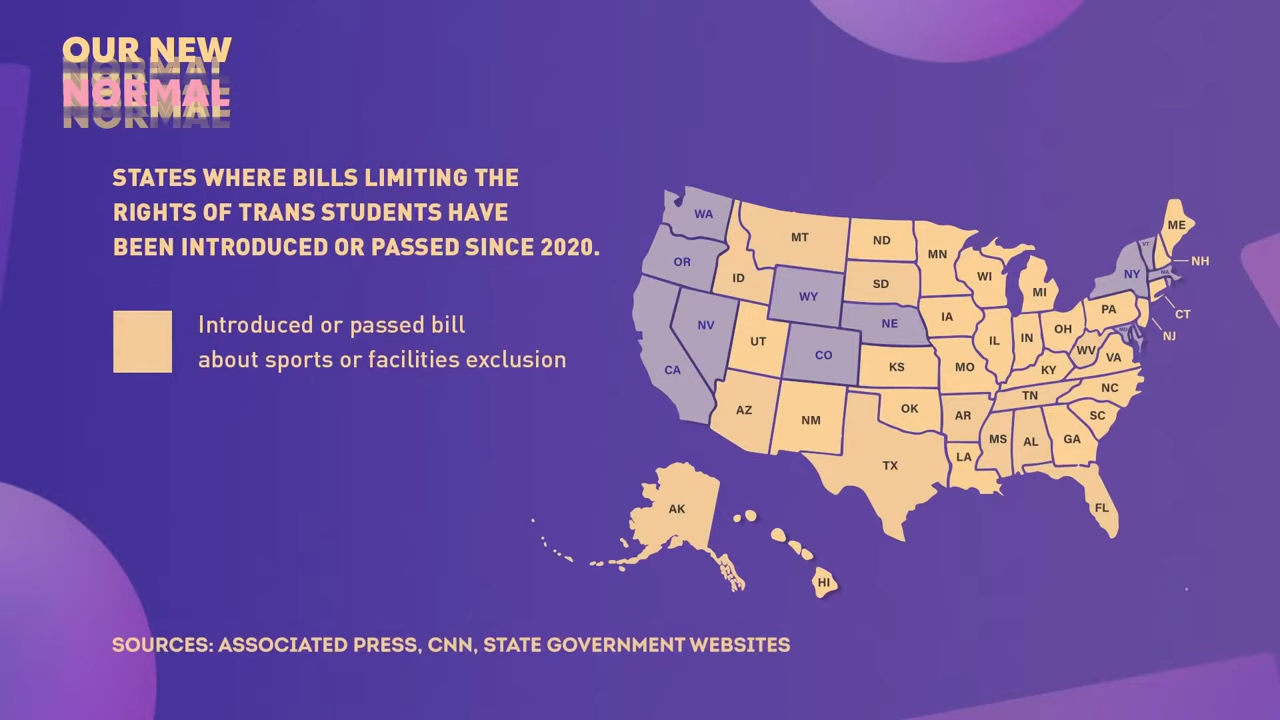 OUR NEW
NORMAL
STATES WHERE BILLS LIMITING THE
RIGHTS OF TRANS STUDENTS HAVE
BEEN INTRODUCED OR PASSED SINCE 2020.
Introduced or passed bill
about sports or facilities exclusion
WA
MT
ND
MN
ME
OR
ID
SD
WI
VT
NH
WY
MI
NY
MA
NV
NE
IA
PA
CT
CO
UT
IL
IN
OH
MD
NJ
CA
KS
MO
KY
WV
VA
AZ
NM
OK
AR
TN
NC
SC
TX
LA
MS
AL
GA
FL
AK
HI
SOURCES: ASSOCIATED PRESS, CNN, STATE GOVERNMENT WEBSITES